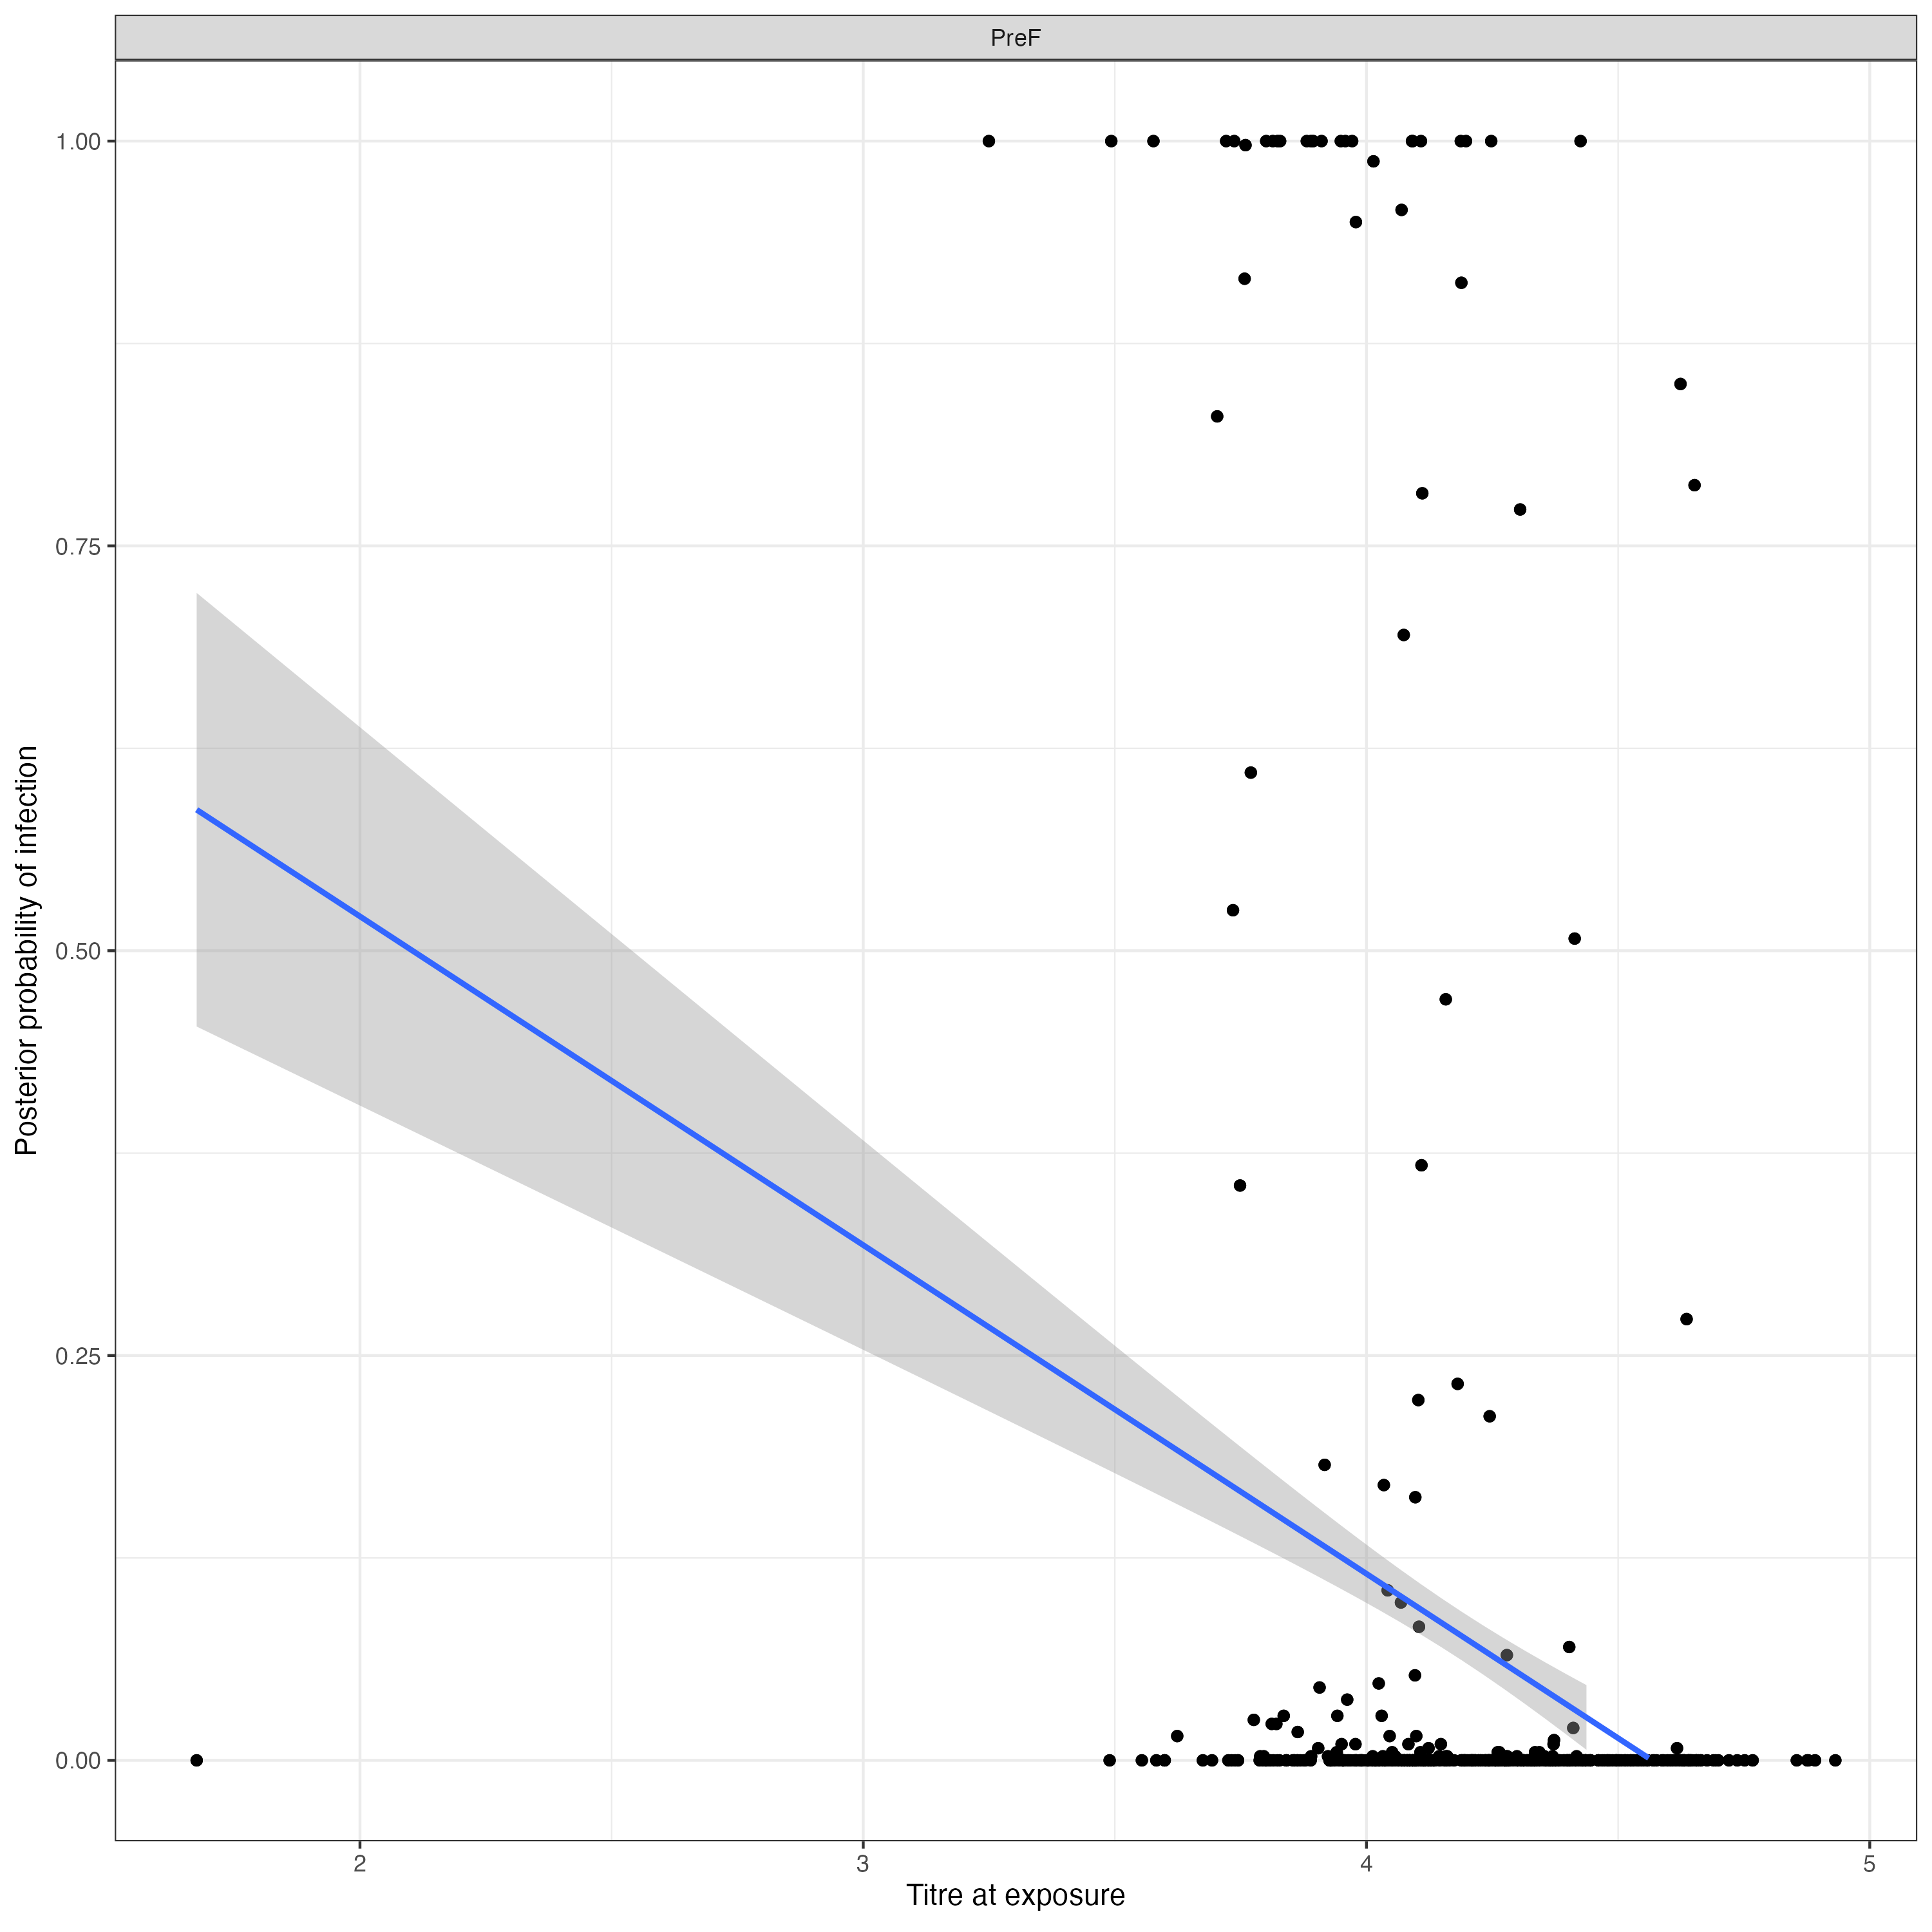 PreF
1.00
0.75
0.50
0.25
0.00
Posterior probability of infection
2 3 4 5
Titre at exposure